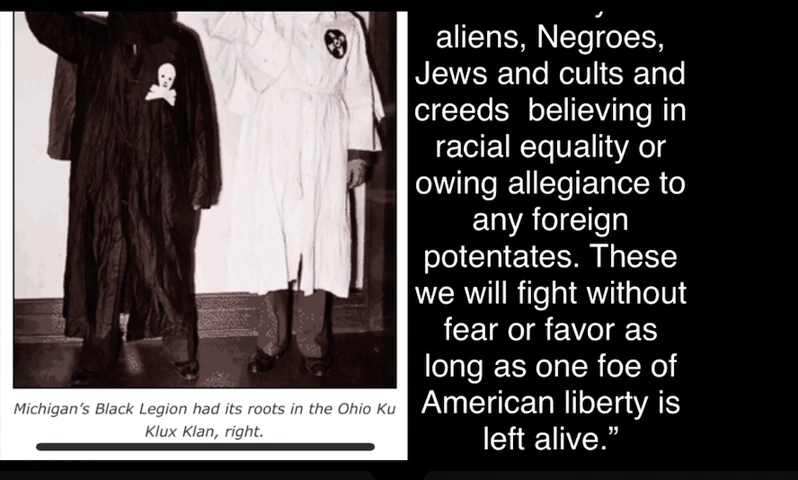 aliens, Negroes,
Jews and cults and
creeds believing in
racial equality or
owing allegiance to
any foreign
potentates. These
we will fight without
fear or favor as
long as one foe of
American liberty is
left alive.”
Michigan’s Black Legion had its roots in the Ohio Ku
Klux Klan, right.